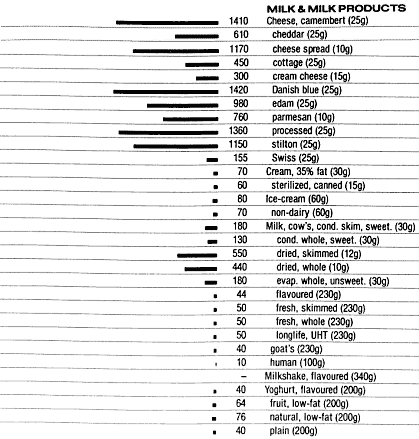 MILK & MILK PRODUCTS
1410 Cheese, camembert (25g)
610 cheddar (25g)
1170 cheese spread (10g)
450 cottage (25g)
300 cream cheese (15g)
1420 Danish blue (25g)
980 edam (25g)
760 parmesan (10g)
1360 processed (25g)
1150 stilton (25g)
155 Swiss (25g)
70 Cream, 35% fat (30g)
60 sterilized, canned (15g)
80 Ice-cream (60g)
70 non-dairy (60g)
180 Milk, cow's, cond. skim, sweet. (30g)
130 cond. whole, sweet. (30g)
550 dried, skimmed (12g)
440 dried, whole (10g)
180 evap. whole, unsweet. (30g)
44 flavoured (230g)
50 fresh, skimmed (230g)
50 fresh, whole (230g)
50 longlife, UHT (230g)
40 goat's (230g)
10 human (100g)
– Milkshake, flavoured (340g)
40 Yoghurt, flavoured (200g)
64 fruit, low-fat (200g)
76 natural, low-fat (200g)
40 plain (200g)